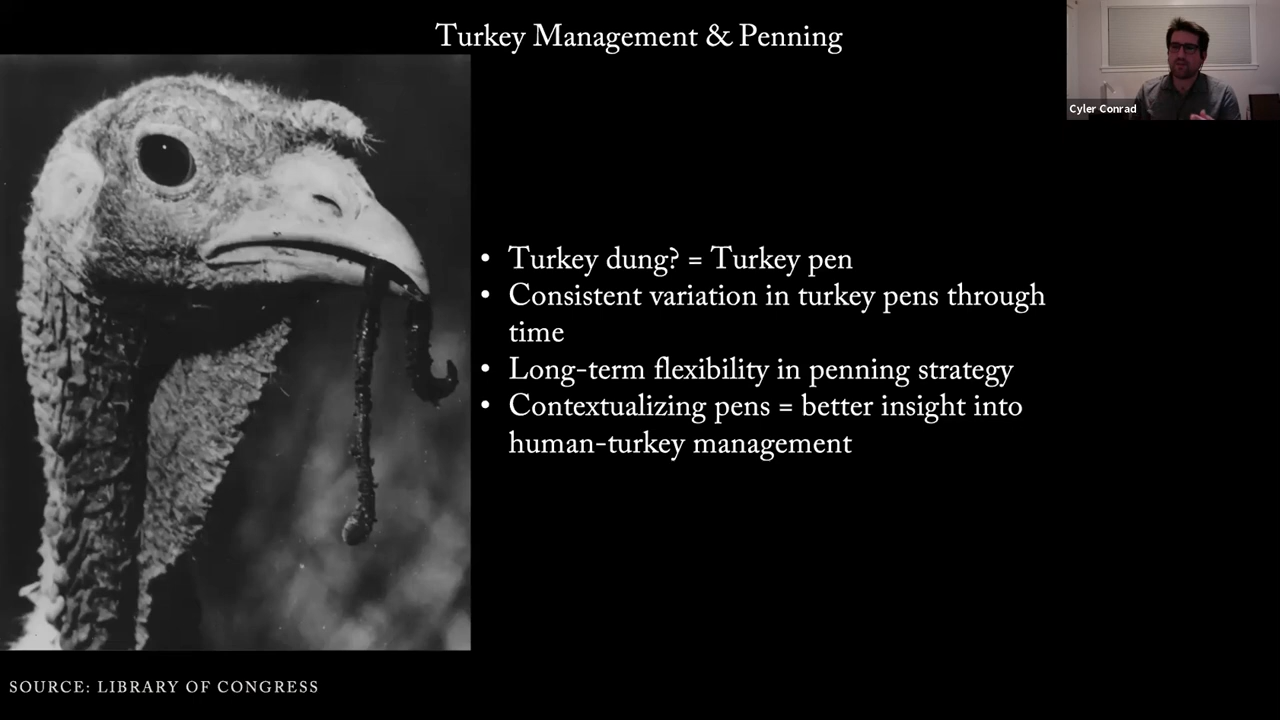 Turkey Management & Penning
Cyler Conrad
• Turkey dung? = Turkey pen
• Consistent variation in turkey pens through
time
• Long-term flexibility in penning strategy
• Contextualizing pens = better insight into
human-turkey management
SOURCE: LIBRARY OF CONGRESS